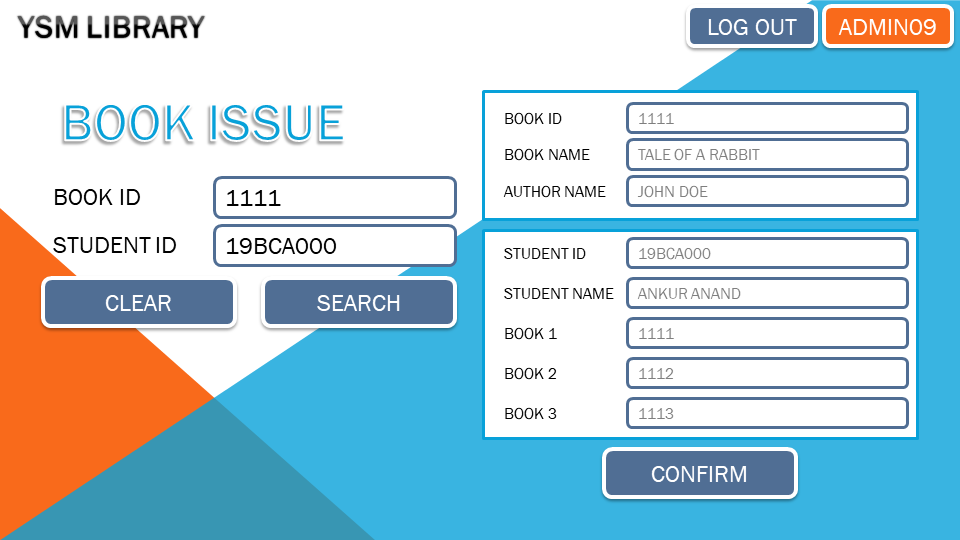 YSM LIBRARY
LOG OUT
ADMIN09
BOOK ISSUE
BOOK ID 1111
STUDENT ID 19BCA000
CLEAR
SEARCH
BOOK ID 1111
BOOK NAME TALE OF A RABBIT
AUTHOR NAME JOHN DOE
STUDENT ID 19BCA000
STUDENT NAME ANKUR ANAND
BOOK 1 1111
BOOK 2 1112
BOOK 3 1113
CONFIRM